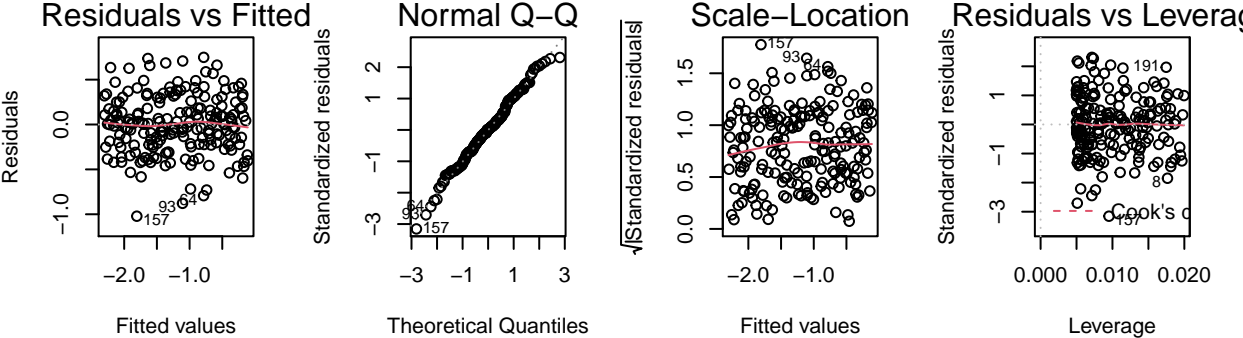 Residuals vs Fitted
Residuals
0.0
−1.0
−2.0 −1.0
Fitted values
157
93
64
Normal Q−Q
Standardized residuals
2
1
−1
−3
−3 −1 1 3
Theoretical Quantiles
64
93
157
Scale−Location
√|Standardized residuals|
1.5
1.0
0.5
0.0
−2.0 −1.0
Fitted values
157
93
64
Residuals vs Leverag
Standardized residuals
1
−1
−3
0.000 0.010 0.020
Leverage
191
8
157
Cook's d